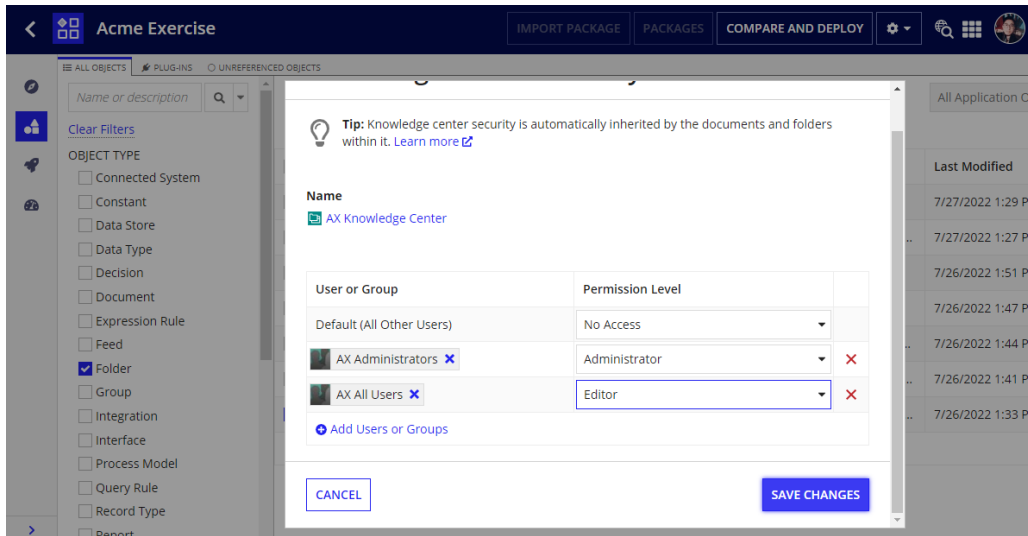 Acme Exercise
IMPORT PACKAGE
PACKAGES
COMPARE AND DEPLOY
ALL OBJECTS
PLUG-INS
UNREFERENCED OBJECTS
Name or description
Clear Filters
OBJECT TYPE
Connected System
Constant
Data Store
Data Type
Decision
Document
Expression Rule
Feed
Folder
Group
Integration
Interface
Process Model
Query Rule
Record Type
Report
Tip: Knowledge center security is automatically inherited by the documents and folders
within it. Learn more
Name
AX Knowledge Center
User or Group
Permission Level
Default (All Other Users)
No Access
AX Administrators
Administrator
AX All Users
Editor
Add Users or Groups
CANCEL
SAVE CHANGES
All Application
Last Modified
7/27/2022 1:29 P
.. 7/27/2022 1:27 P
7/26/2022 1:51 P
7/26/2022 1:47 P
.. 7/26/2022 1:44 P
.. 7/26/2022 1:41 P
.. 7/26/2022 1:33 P